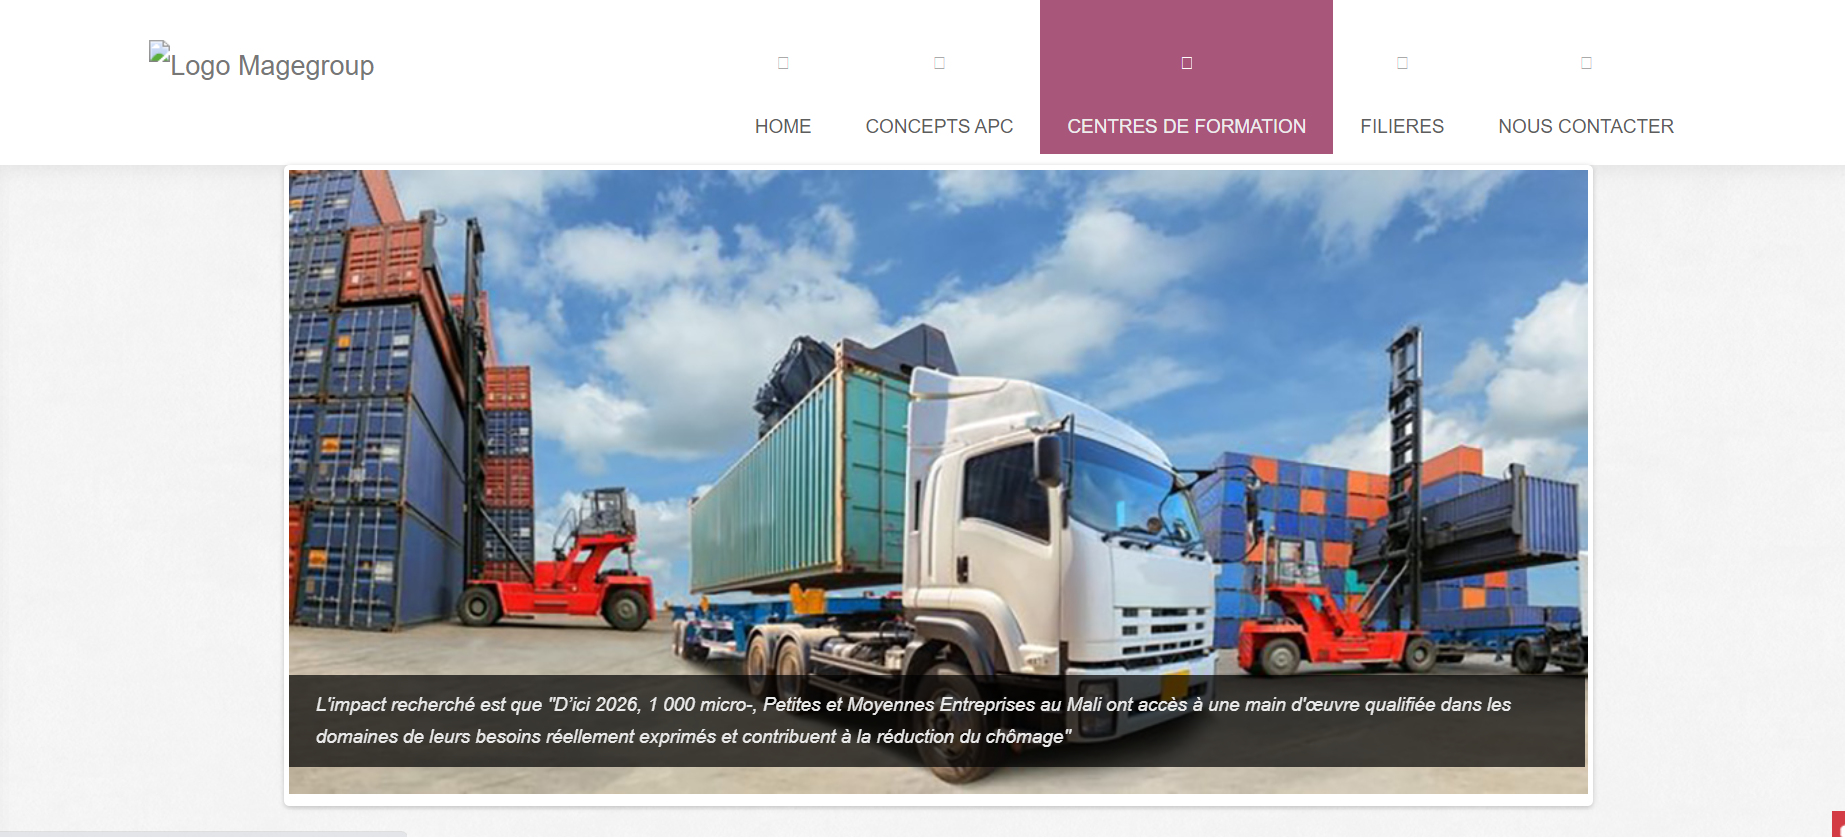 Logo Magegroup
HOME
CONCEPTS APC
CENTRES DE FORMATION
FILIERES
NOUS CONTACTER
L'impact recherché est que "D’ici 2026, 1 000 micro-, Petites et Moyennes Entreprises au Mali ont accès à une main d'œuvre qualifiée dans les
domaines de leurs besoins réellement exprimés et contribuent à la réduction du chômage"